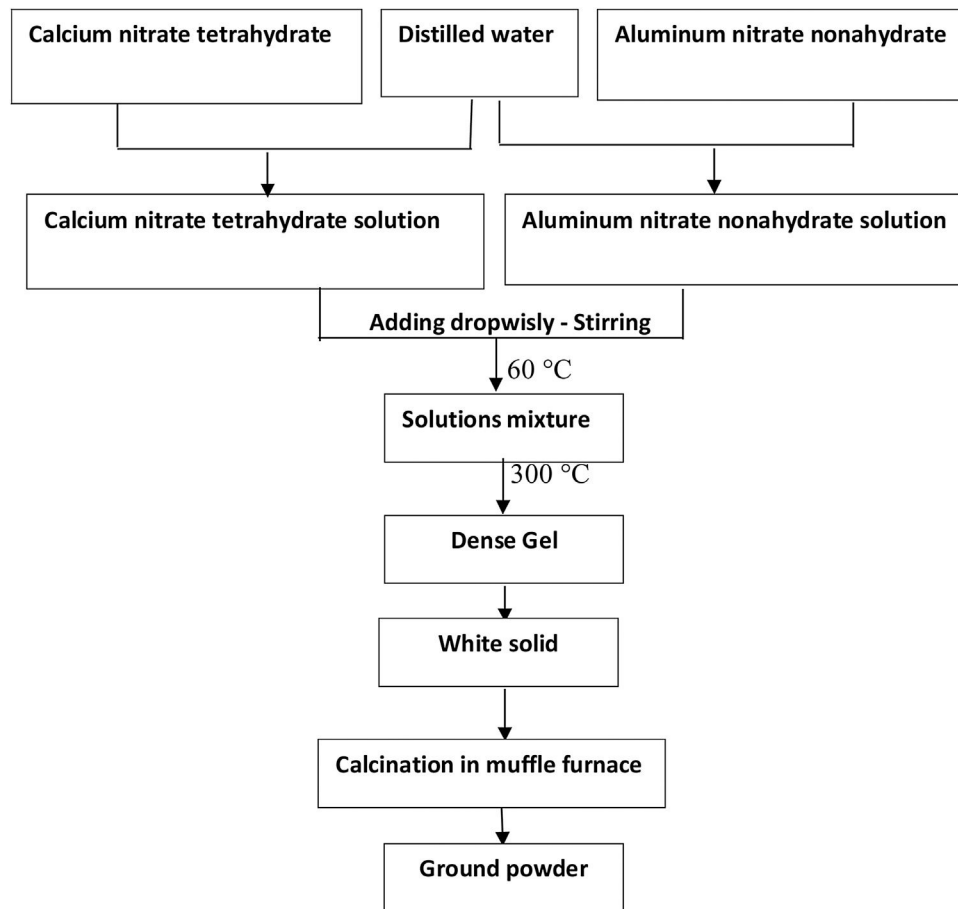 Calcium nitrate tetrahydrate
Distilled water
Aluminum nitrate nonahydrate
Calcium nitrate tetrahydrate solution
Aluminum nitrate nonahydrate solution
Adding dropwisly - Stirring
60 °C
Solutions mixture
300 °C
Dense Gel
White solid
Calcination in muffle furnace
Ground powder